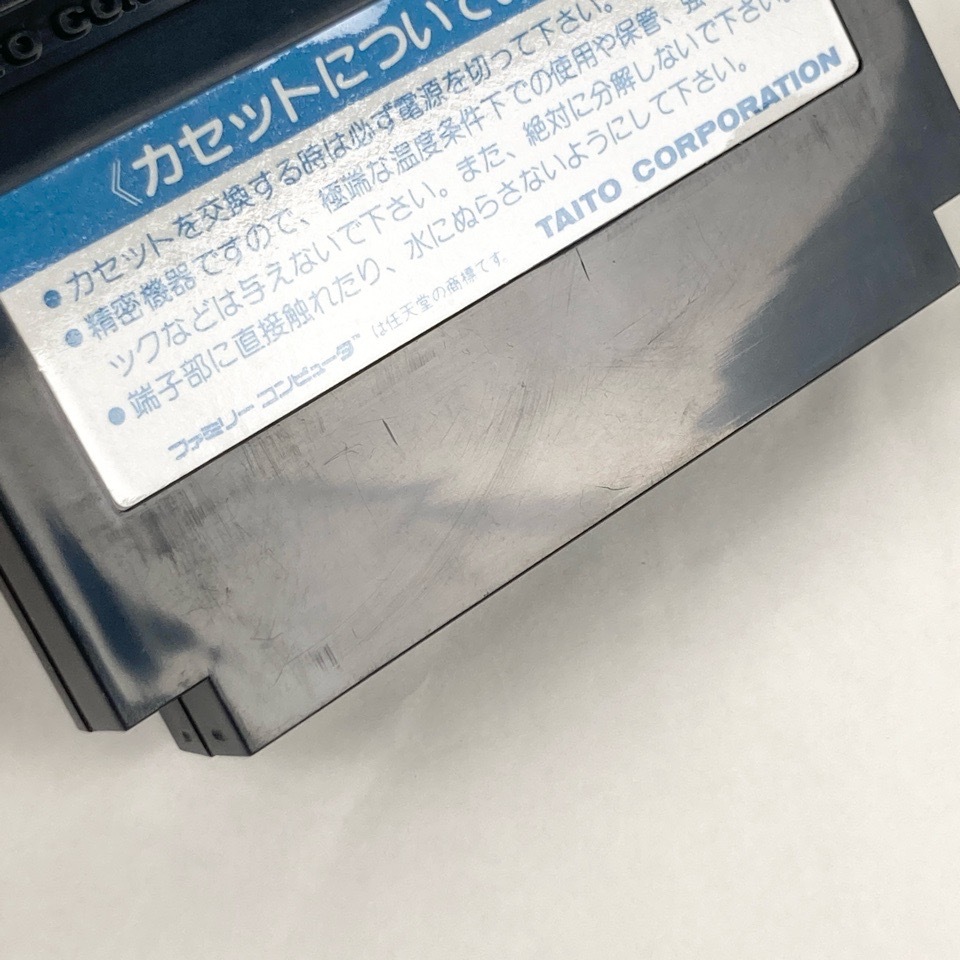 TO CO
《カセットについて
• カセットを交換する時は必ず電源を切って下さい。
• 精密機器ですので、極端な温度条件下での使用や保管、
ックなどは与えないで下さい。また、絶対に分解しないで下さい。
• 端子部に直接触れたり、水にぬらさないようにして下さい。
ファミリー コンピュータ™ は任天堂の商標です。
TAITO CORPORATION